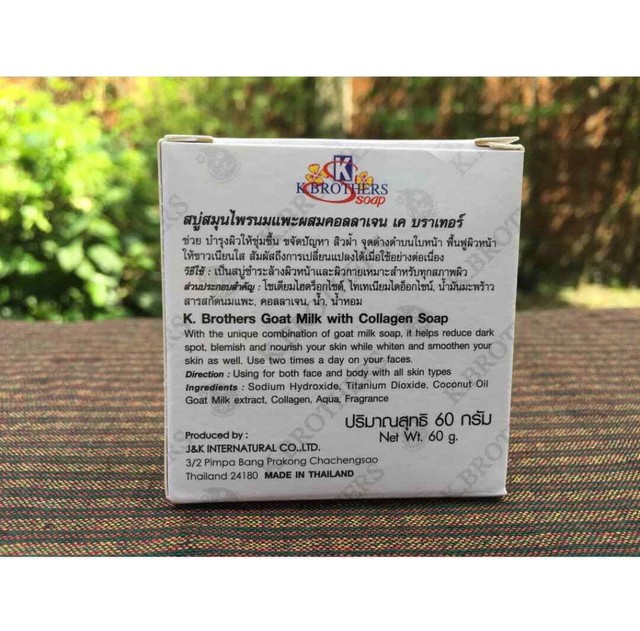 K
K.BROTHERS
soap
สบู่สมุนไพรนมแพะผสมคอลลาเจน เค บราเทอร์
ช่วย บำรุงผิวให้ชุ่มชื้น ขจัดปัญหา สิวฝ้า จุดด่างดำบนใบหน้า ฟื้นฟูผิวหน้า
ให้ขาวเนียนใส สัมผัสถึงการเปลี่ยนแปลงได้เมื่อใช้อย่างต่อเนื่อง
วิธีใช้ : เป็นสบู่ชำระล้างผิวหน้าและผิวกายเหมาะสำหรับทุกสภาพผิว
ส่วนประกอบสำคัญ : โซเดียมไฮดร็อกไซด์, ไทเทเนียมไดอ็อกไซน์, น้ำมันมะพร้าว
สารสกัดนมแพะ, คอลลาเจน, น้ำ, น้ำหอม
K. Brothers Goat Milk with Collagen Soap
With the unique combination of goat milk soap, it helps reduce dark
spot, blemish and nourish your skin while whiten and smoothen your
skin as well. Use two times a day on your faces.
Direction : Using for both face and body with all skin types
Ingredients : Sodium Hydroxide, Titanium Dioxide, Coconut Oil
Goat Milk extract, Collagen, Aqua, Fragrance
ปริมาณสุทธิ 60 กรัม
Net Wt. 60 g.
Produced by :
J&K INTERNATURAL CO.,LTD.
3/2 Pimpa Bang Prakong Chachengsao
Thailand 24180 MADE IN THAILAND